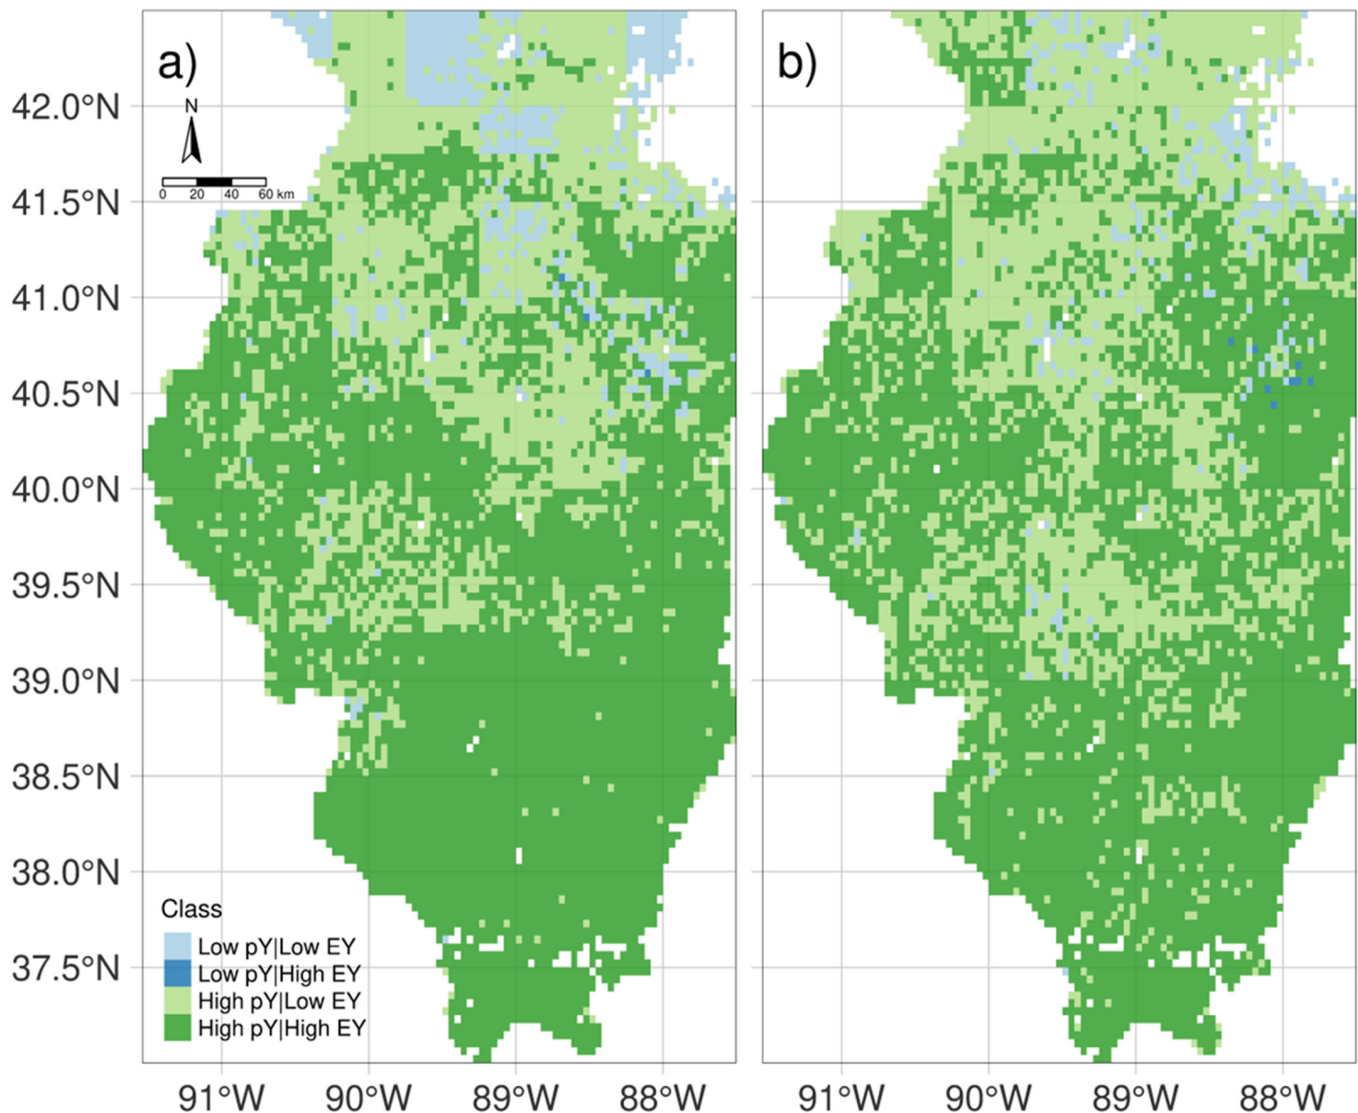 a)
b)
N
0 20 40 60 km
42.0°N
41.5°N
41.0°N
40.5°N
40.0°N
39.5°N
39.0°N
38.5°N
38.0°N
37.5°N
Class
Low pY|Low EY
Low pY|High EY
High pY|Low EY
High pY|High EY
91°W 90°W 89°W 88°W
91°W 90°W 89°W 88°W